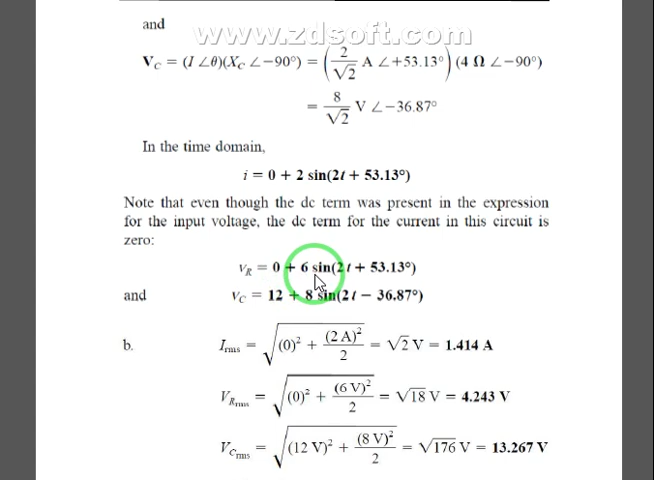 and
www.zdsoft.com
V_C = (I ∠θ)(X_C ∠−90°) = (2/√2 A ∠+53.13°)(4 Ω ∠−90°)
= 8/√2 V ∠−36.87°
In the time domain,
i = 0 + 2 sin(2t + 53.13°)
Note that even though the dc term was present in the expression
for the input voltage, the dc term for the current in this circuit is
zero:
v_R = 0 + 6 sin(2t + 53.13°)
and v_C = 12 + 8 sin(2t − 36.87°)
b. I_rms = √((0)² + (2 A)²/2) = √2 V = 1.414 A
V_Rrms = √((0)² + (6 V)²/2) = √18 V = 4.243 V
V_Crms = √((12 V)² + (8 V)²/2) = √176 V = 13.267 V